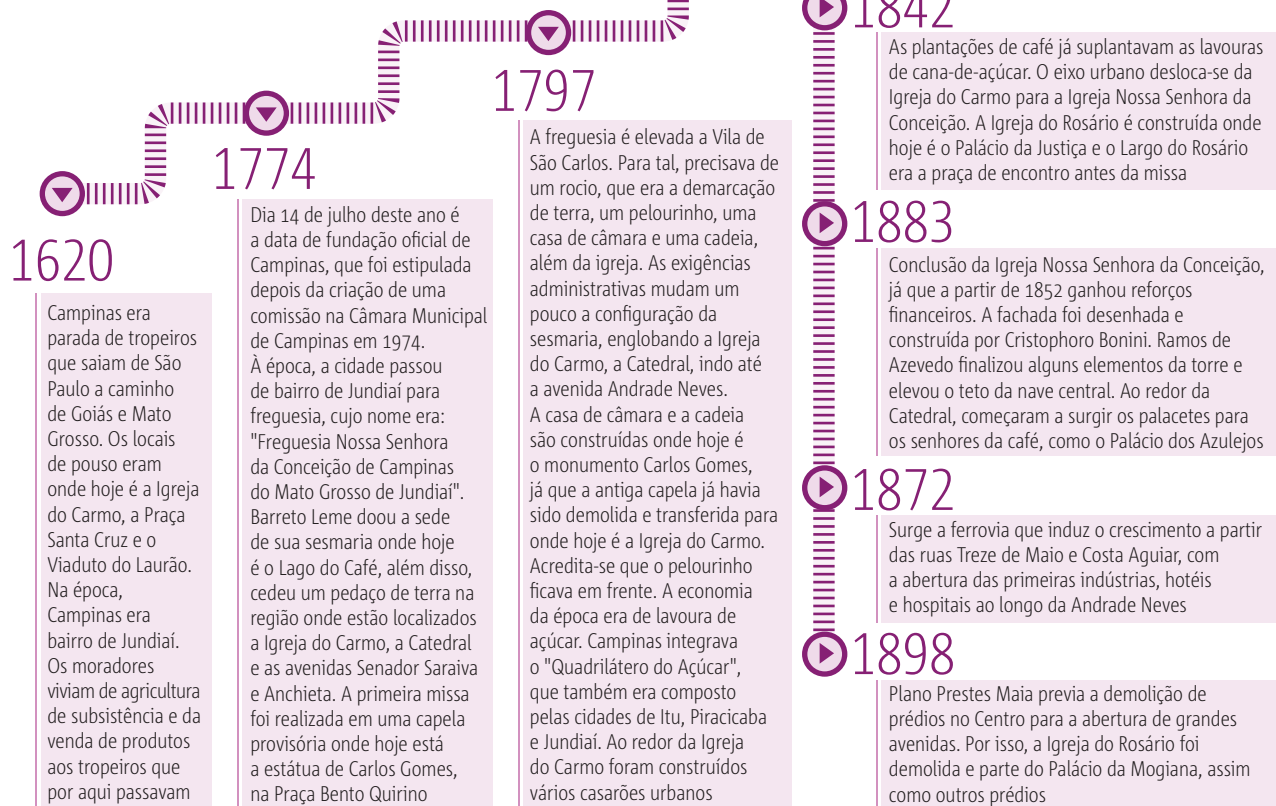 1620
Campinas era
parada de tropeiros
que saiam de São
Paulo a caminho
de Goiás e Mato
Grosso. Os locais
de pouso eram
onde hoje é a Igreja
do Carmo, a Praça
Santa Cruz e o
Viaduto do Laurão.
Na época,
Campinas era
bairro de Jundiaí.
Os moradores
viviam de agricultura
de subsistência e da
venda de produtos
aos tropeiros que
por aqui passavam
1774
Dia 14 de julho deste ano é
a data de fundação oficial de
Campinas, que foi estipulada
depois da criação de uma
comissão na Câmara Municipal
de Campinas em 1974.
À época, a cidade passou
de bairro de Jundiaí para
freguesia, cujo nome era:
"Freguesia Nossa Senhora
da Conceição de Campinas
do Mato Grosso de Jundiaí".
Barreto Leme doou a sede
de sua sesmaria onde hoje
é o Lago do Café, além disso,
cedeu um pedaço de terra na
região onde estão localizados
a Igreja do Carmo, a Catedral
e as avenidas Senador Saraiva
e Anchieta. A primeira missa
foi realizada em uma capela
provisória onde hoje está
a estátua de Carlos Gomes,
na Praça Bento Quirino
1797
A freguesia é elevada a Vila de
São Carlos. Para tal, precisava de
um rocio, que era a demarcação
de terra, um pelourinho, uma
casa de câmara e uma cadeia,
além da igreja. As exigências
administrativas mudam um
pouco a configuração da
sesmaria, englobando a Igreja
do Carmo, a Catedral, indo até
a avenida Andrade Neves.
A casa de câmara e a cadeia
são construídas onde hoje é
o monumento Carlos Gomes,
já que a antiga capela já havia
sido demolida e transferida para
onde hoje é a Igreja do Carmo.
Acredita-se que o pelourinho
ficava em frente. A economia
da época era de lavoura de
açúcar. Campinas integrava
o "Quadrilátero do Açúcar",
que também era composto
pelas cidades de Itu, Piracicaba
e Jundiaí. Ao redor da Igreja
do Carmo foram construídos
vários casarões urbanos
1842
As plantações de café já suplantavam as lavouras
de cana-de-açúcar. O eixo urbano desloca-se da
Igreja do Carmo para a Igreja Nossa Senhora da
Conceição. A Igreja do Rosário é construída onde
hoje é o Palácio da Justiça e o Largo do Rosário
era a praça de encontro antes da missa
1883
Conclusão da Igreja Nossa Senhora da Conceição,
já que a partir de 1852 ganhou reforços
financeiros. A fachada foi desenhada e
construída por Cristophoro Bonini. Ramos de
Azevedo finalizou alguns elementos da torre e
elevou o teto da nave central. Ao redor da
Catedral, começaram a surgir os palacetes para
os senhores da café, como o Palácio dos Azulejos
1872
Surge a ferrovia que induz o crescimento a partir
das ruas Treze de Maio e Costa Aguiar, com
a abertura das primeiras indústrias, hotéis
e hospitais ao longo da Andrade Neves
1898
Plano Prestes Maia previa a demolição de
prédios no Centro para a abertura de grandes
avenidas. Por isso, a Igreja do Rosário foi
demolida e parte do Palácio da Mogiana, assim
como outros prédios